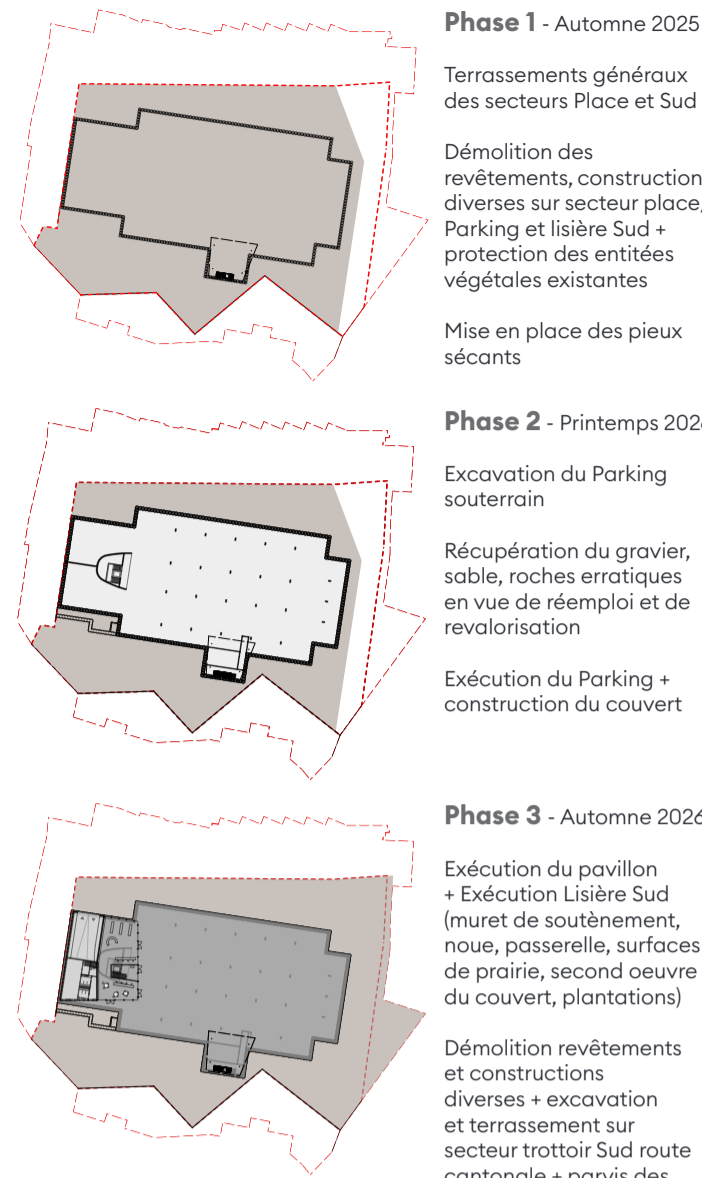 Phase 1 - Automne 2025
Terrassements généraux
des secteurs Place et Sud
Démolition des
revêtements, construction
diverses sur secteur place,
Parking et lisière Sud +
protection des entitées
végétales existantes
Mise en place des pieux
sécants
Phase 2 - Printemps 2026
Excavation du Parking
souterrain
Récupération du gravier,
sable, roches erratiques
en vue de réemploi et de
revalorisation
Exécution du Parking +
construction du couvert
Phase 3 - Automne 2026
Exécution du pavillon
+ Exécution Lisière Sud
(muret de soutènement,
noue, passerelle, surfaces
de prairie, second oeuvre
du couvert, plantations)
Démolition revêtements
et constructions
diverses + excavation
et terrassement sur
secteur trottoir Sud route
cantonale + parvis des